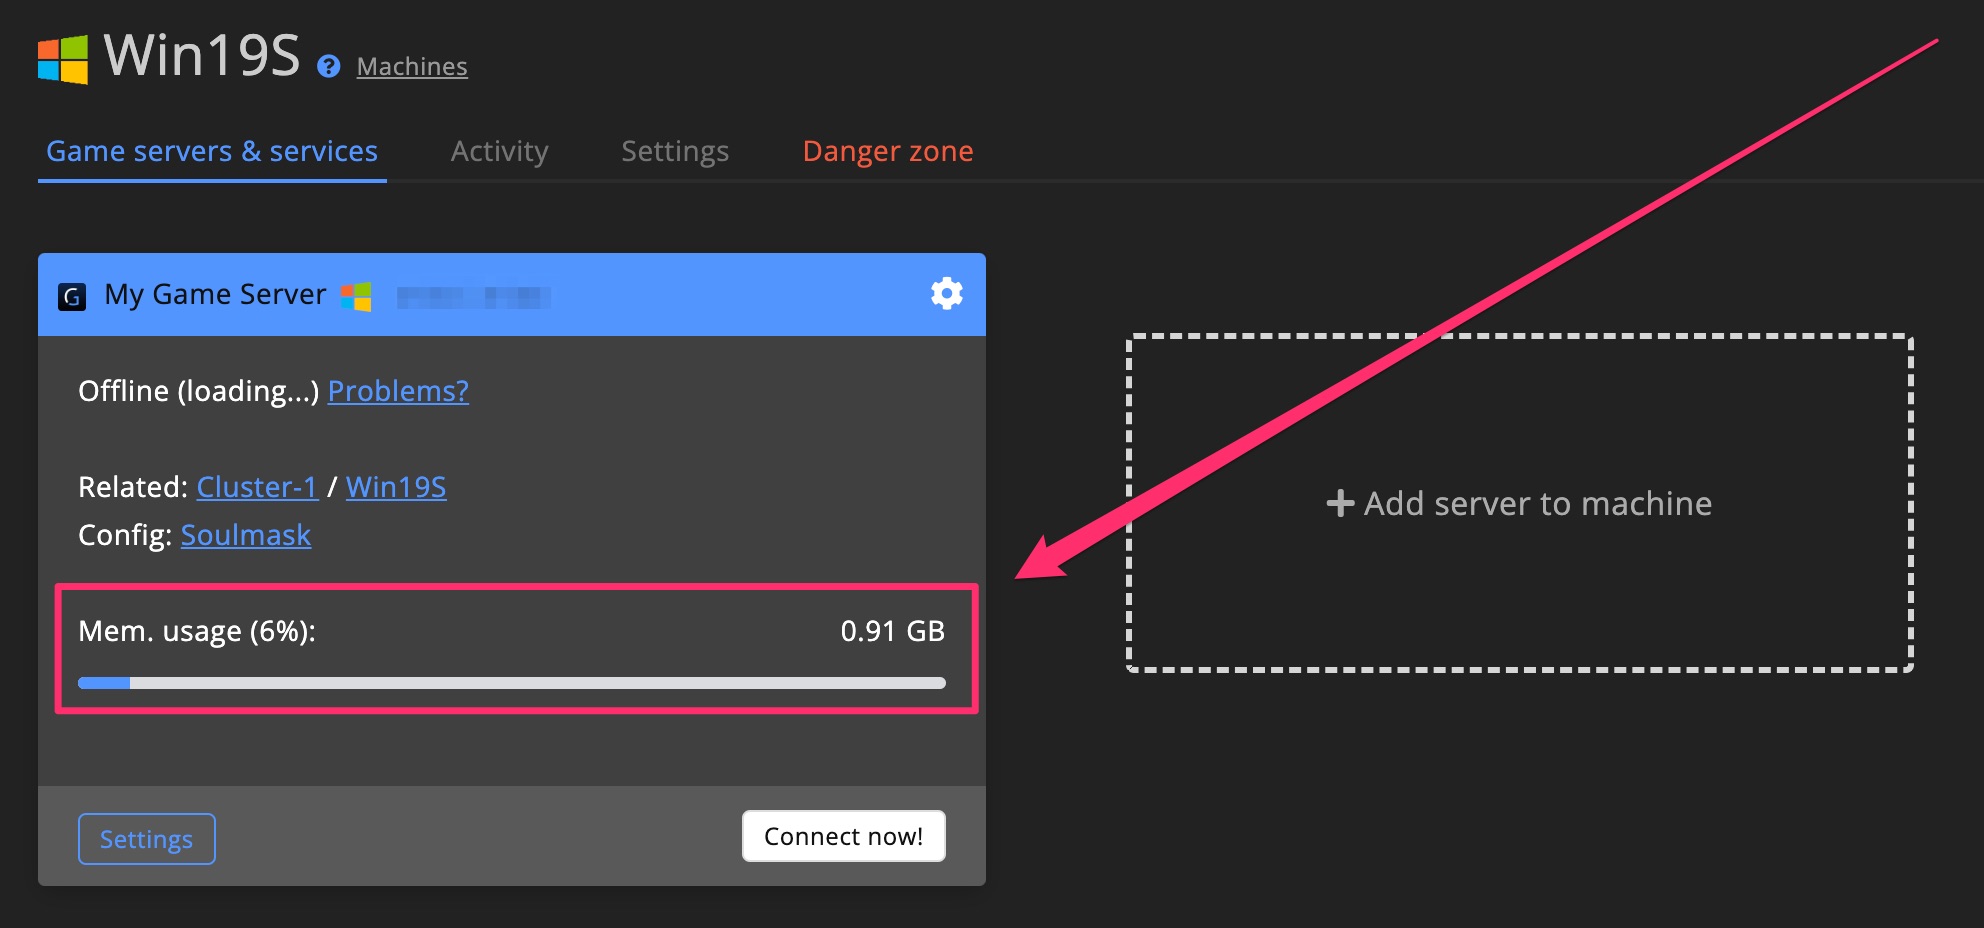 Win19S ? Machines
Game servers & services Activity Settings Danger zone
G My Game Server
Offline (loading...) Problems?
Related: Cluster-1 / Win19S
Config: Soulmask
Mem. usage (6%): 0.91 GB
Settings Connect now!
+ Add server to machine